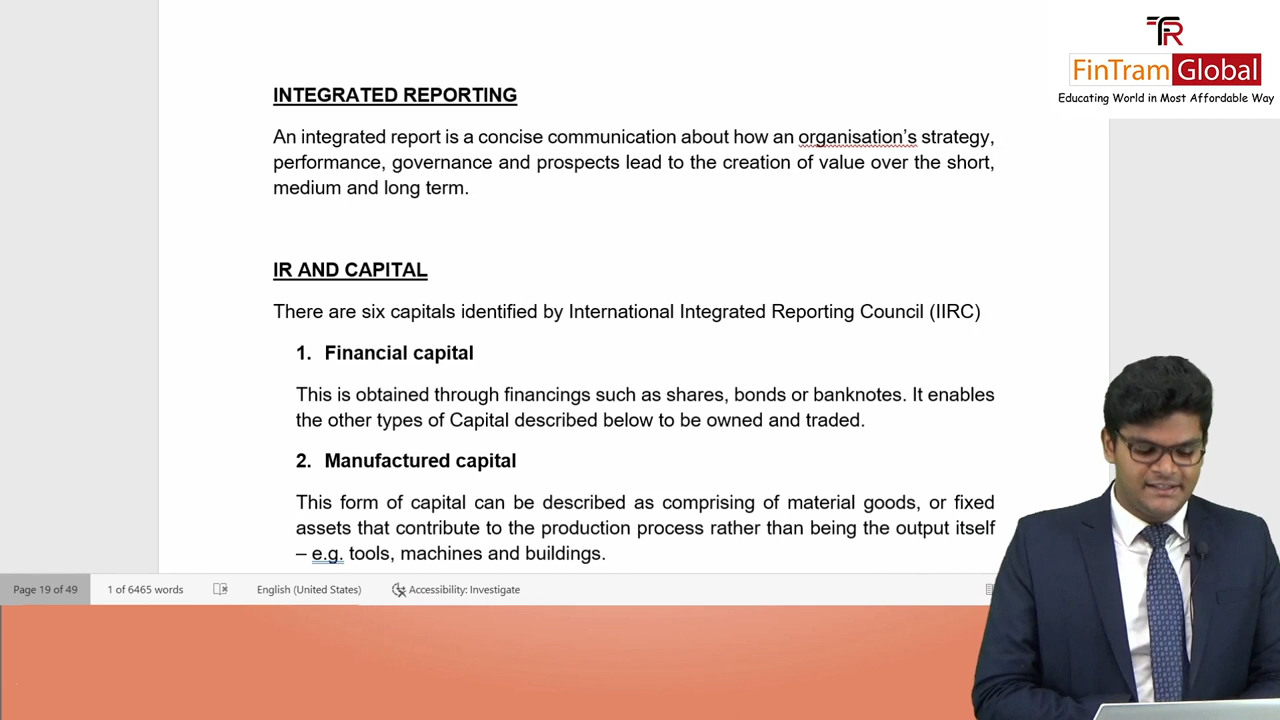 TR
FinTram Global
Educating World in Most Affordable Way
INTEGRATED REPORTING
An integrated report is a concise communication about how an organisation's strategy,
performance, governance and prospects lead to the creation of value over the short,
medium and long term.
IR AND CAPITAL
There are six capitals identified by International Integrated Reporting Council (IIRC)
1. Financial capital
This is obtained through financings such as shares, bonds or banknotes. It enables
the other types of Capital described below to be owned and traded.
2. Manufactured capital
This form of capital can be described as comprising of material goods, or fixed
assets that contribute to the production process rather than being the output itself
– e.g. tools, machines and buildings.
Page 19 of 49 1 of 6465 words English (United States) Accessibility: Investigate